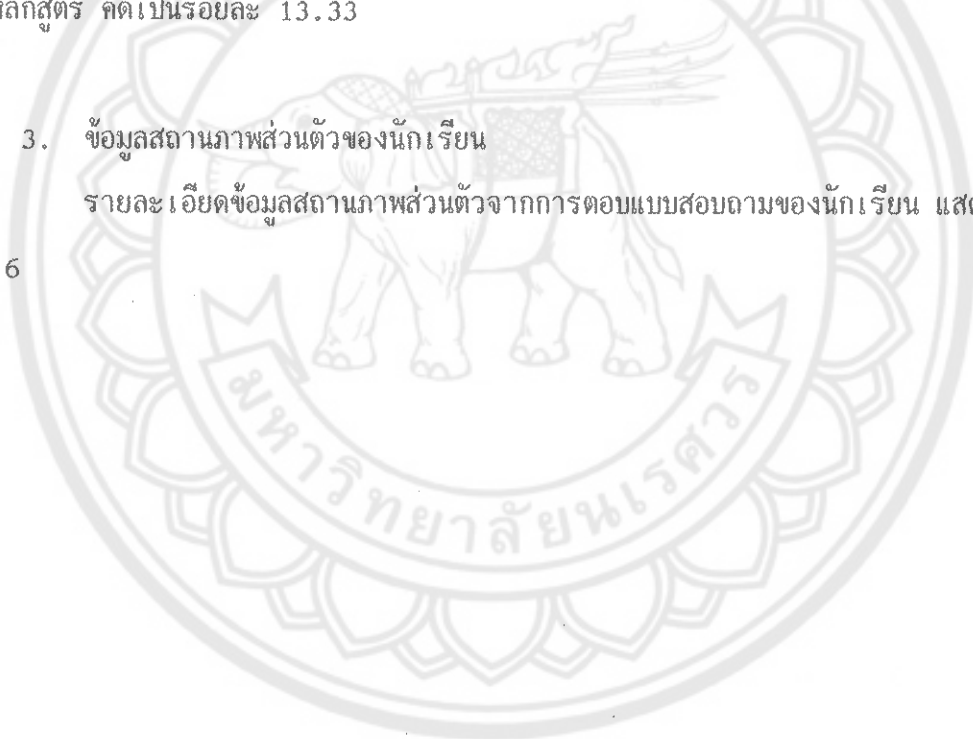 หลักสูตร คิดเป็นร้อยละ 13.33
3. ข้อมูลสถานภาพส่วนตัวของนักเรียน
รายละเอียดข้อมูลสถานภาพส่วนตัวจากการตอบแบบสอบถามของนักเรียน
6
มหาวิทยาลัยนเรศวร